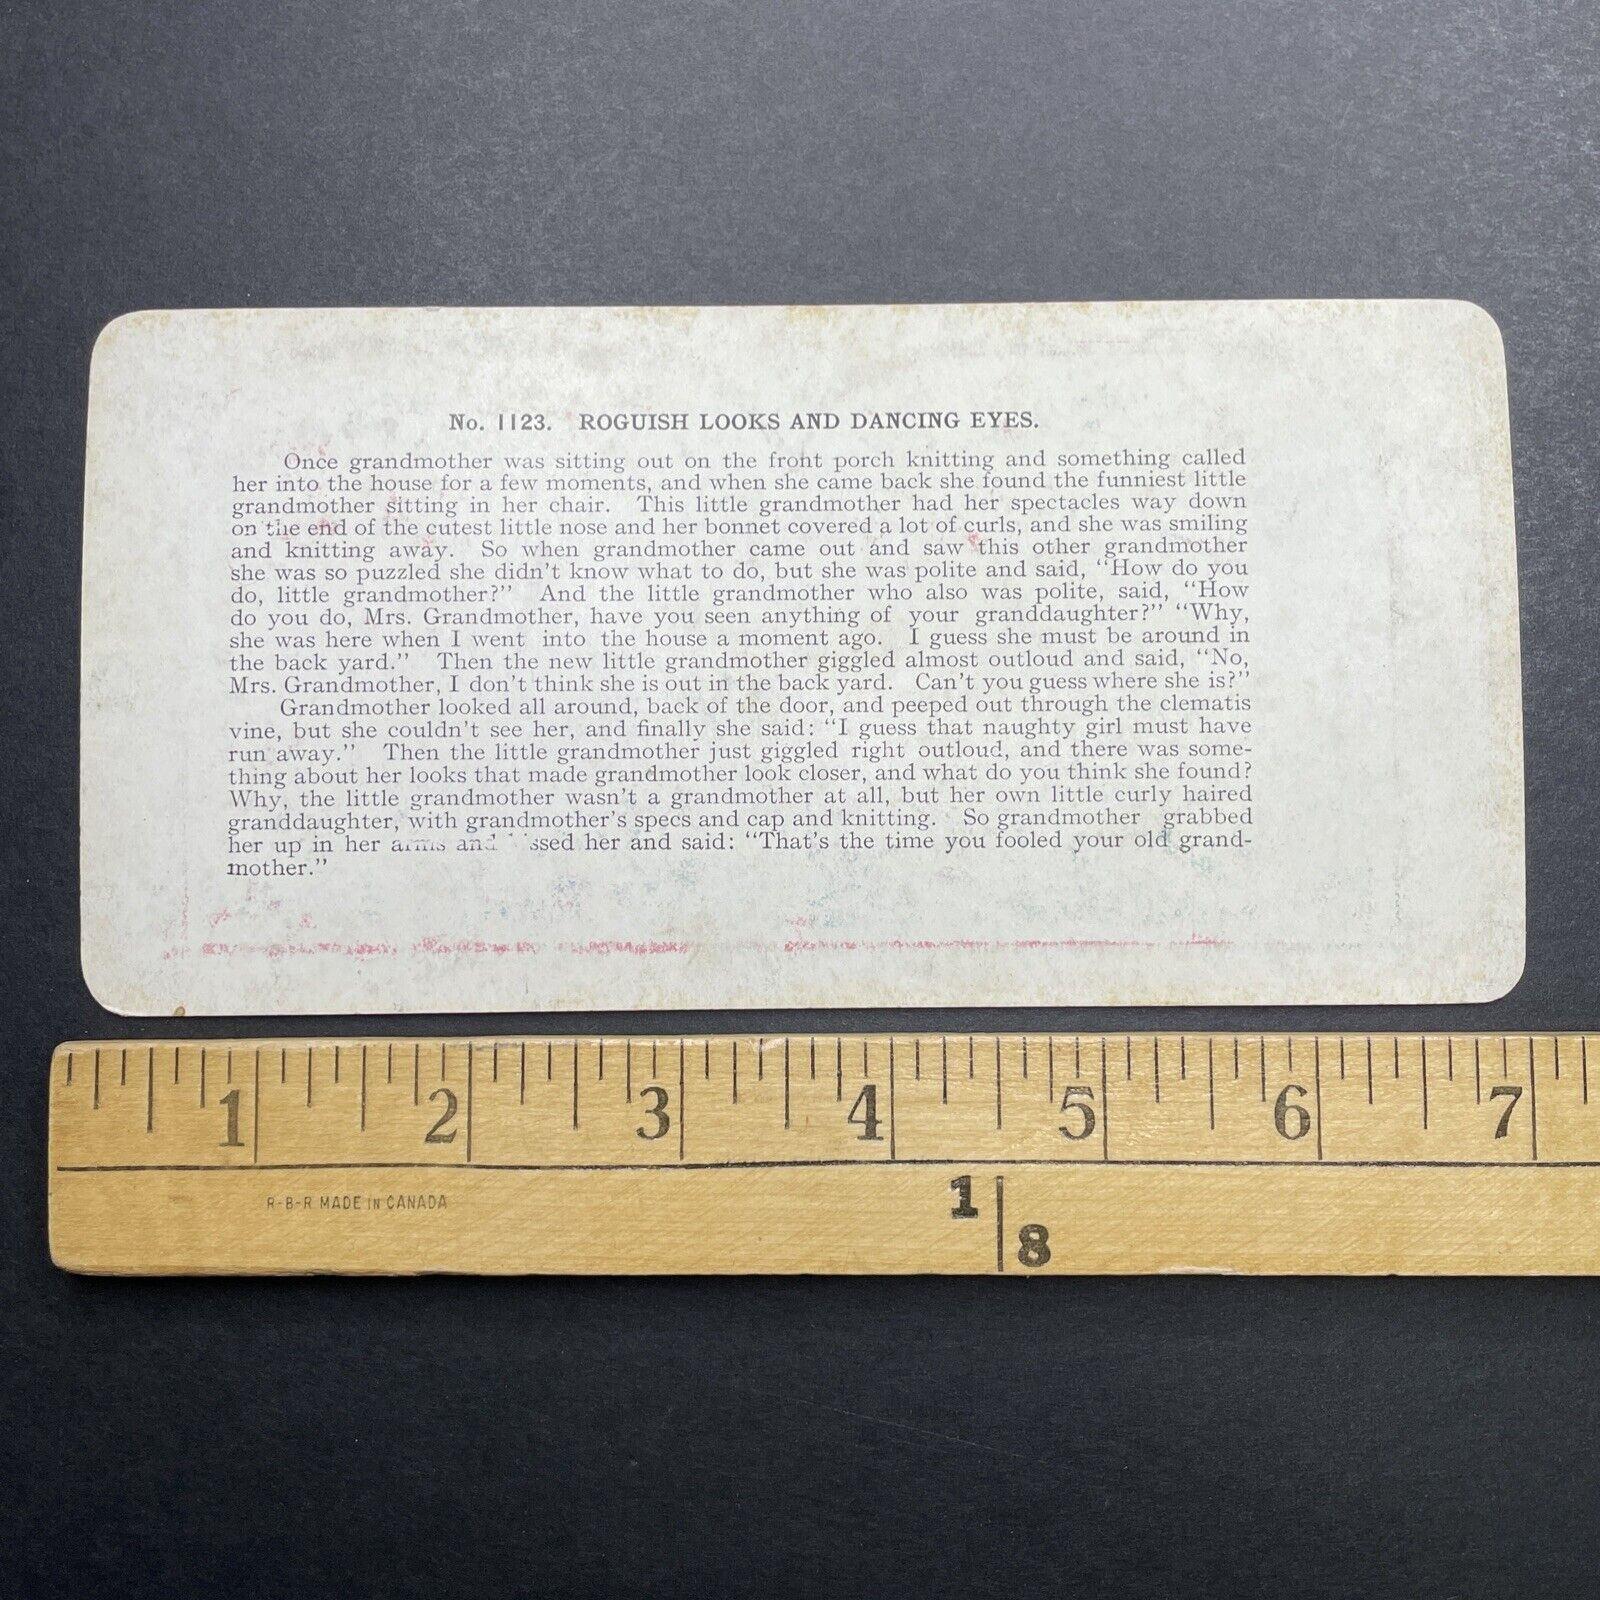 No. 1123. ROGUISH LOOKS AND DANCING EYES.
Once grandmother was sitting out on the front porch knitting and something called
her into the house for a few moments, and when she came back she found the funniest little
grandmother sitting in her chair. This little grandmother had her spectacles way down
on the end of the cutest little nose and her bonnet covered a lot of curls, and she was smiling
and knitting away. So when grandmother came out and saw this other grandmother
she was so puzzled she didn't know what to do, but she was polite and said, "How do you
do, little grandmother?" And the little grandmother who also was polite, said, "How
do you do, Mrs. Grandmother, have you seen anything of your granddaughter?" "Why,
she was here when I went into the house a moment ago. I guess she must be around in
the back yard." Then the new little grandmother giggled almost outloud and said, "No,
Mrs. Grandmother, I don't think she is out in the back yard. Can't you guess where she is?"
Grandmother looked all around, back of the door, and peeped out through the clematis
vine, but she couldn't see her, and finally she said: "I guess that naughty girl must have
run away." Then the little grandmother just giggled right outloud, and there was some-
thing about her looks that made grandmother look closer, and what do you think she found?
Why, the little grandmother wasn't a grandmother at all, but her own little curly haired
granddaughter, with grandmother's specs and cap and knitting. So grandmother grabbed
her up in her arms and her and said: "That's the time you fooled your old grand-
mother."
1 2 3 4 5 6 7
R-B-R MADE IN CANADA
1
8